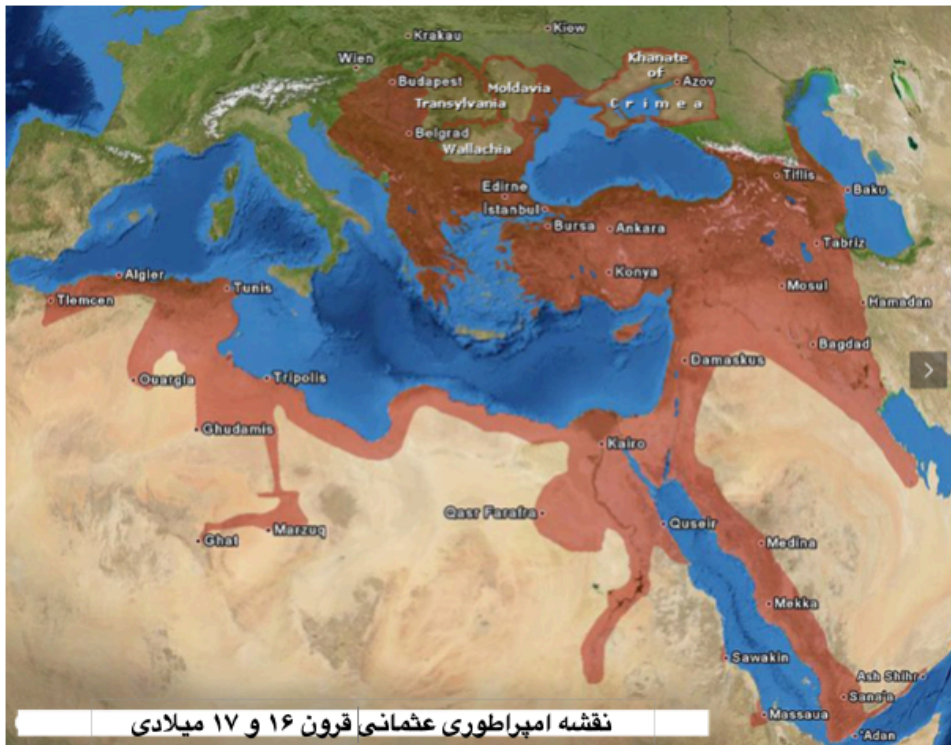 Krakau
Kiew
Wien
Khanate
of
Crimea
Azov
Budapest
Moldavia
Transylvania
Belgrad
Wallachia
Edirne
Istanbul
Bursa
Ankara
Konya
Tiflis
Baku
Tabriz
Mosul
Hamadan
Bagdad
Damaskus
Algier
Tlemcen
Tunis
Ouargla
Tripolis
Ghudamis
Kairo
Qasr Farafra
Quseir
Marzuq
Ghat
Medina
Mekka
Sawakin
Ash Shihr
Sana'a
Massaua
'Adan
نقشه امپراطوری عثمانی قرون ۱۶ و ۱۷ میلادی